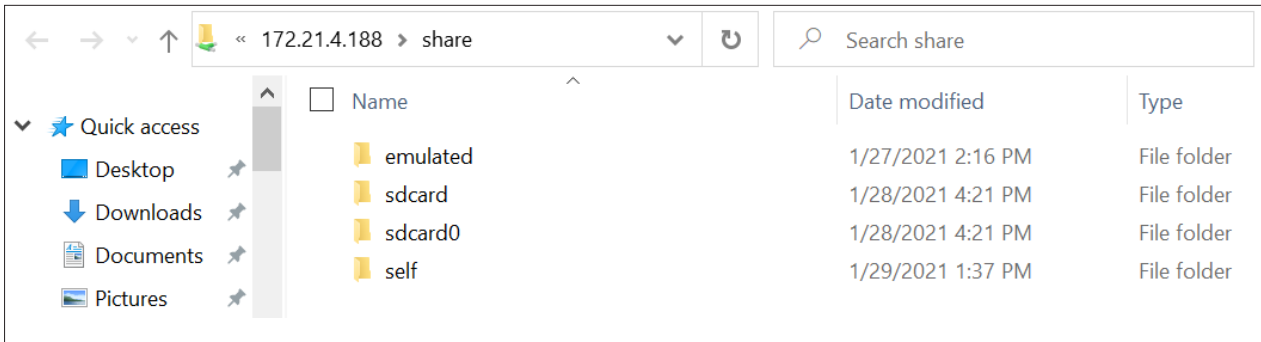 « 172.21.4.188 > share
Search share
Name Date modified Type
Quick access
Desktop
Downloads
Documents
Pictures
emulated 1/27/2021 2:16 PM File folder
sdcard 1/28/2021 4:21 PM File folder
sdcard0 1/28/2021 4:21 PM File folder
self 1/29/2021 1:37 PM File folder